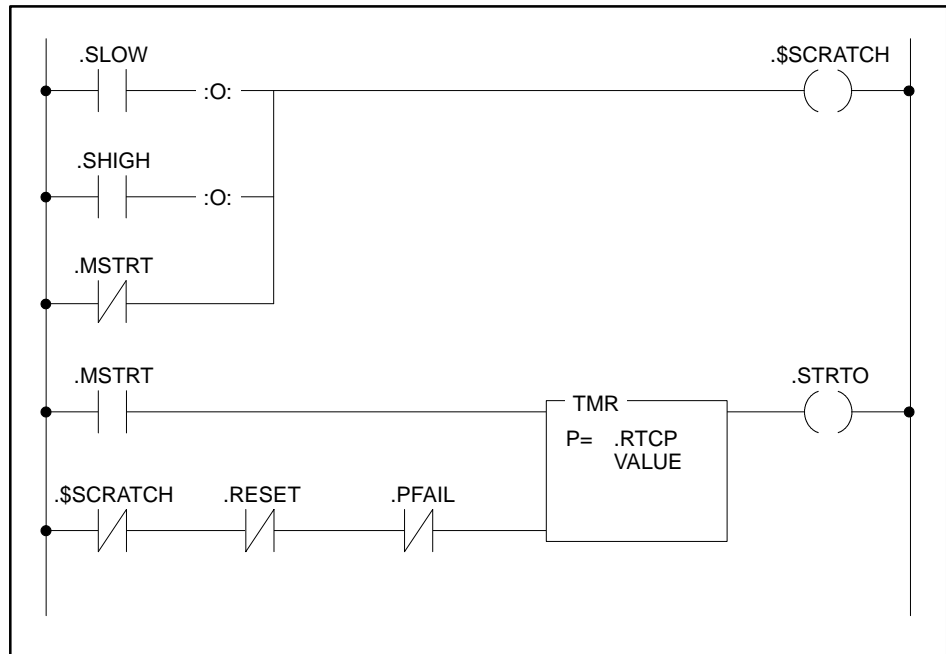 .SLOW
.$SCRATCH
:O:
.SHIGH
:O:
.MSTRT
.MSTRT
.STRTO
TMR
P= .RTCP
VALUE
.$SCRATCH
.RESET
.PFAIL